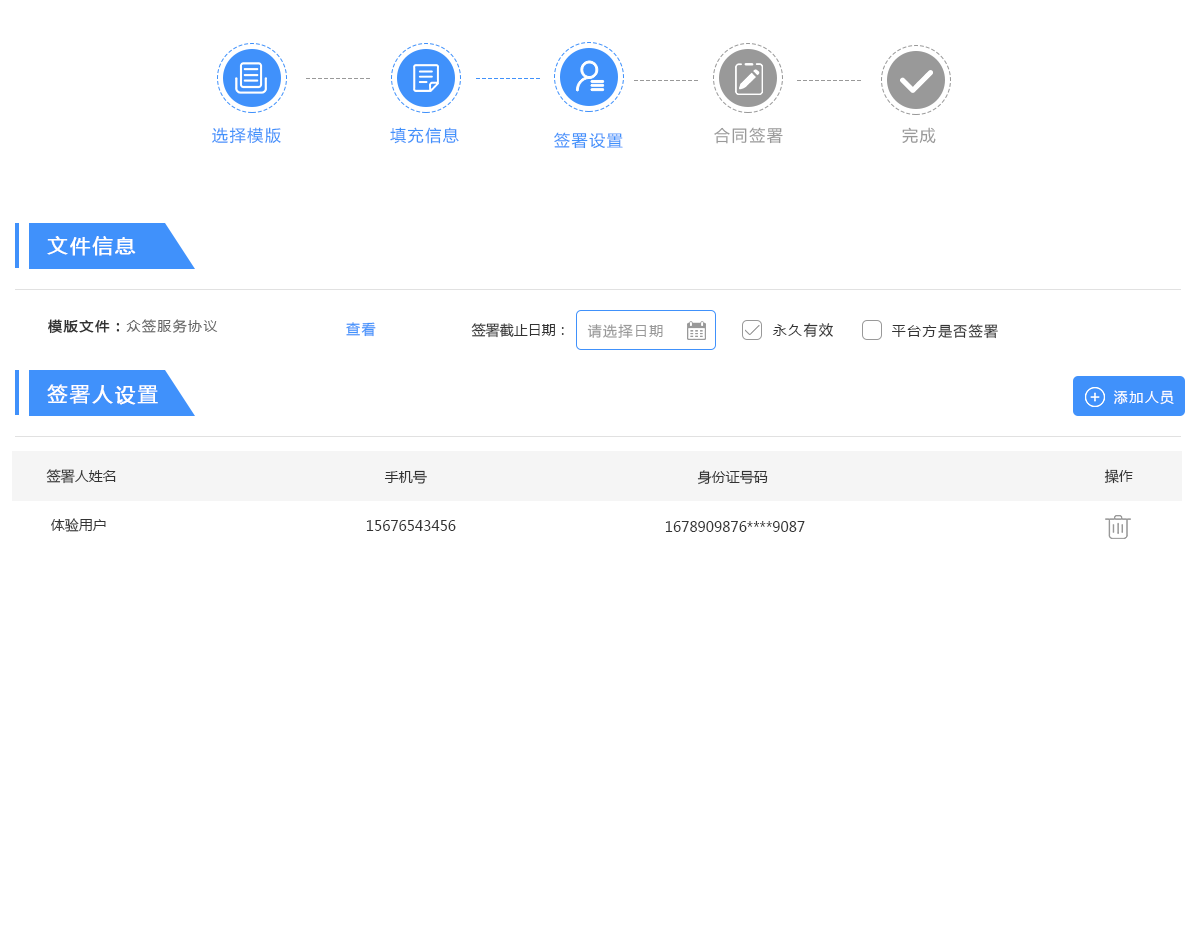 选择模版 填充信息 签署设置 合同签署 完成
文件信息
模版文件：众签服务协议 查看 签署截止日期： 请选择日期 永久有效 平台方是否签署
签署人设置 添加人员
签署人姓名 手机号 身份证号码 操作
体验用户 15676543456 1678909876****9087